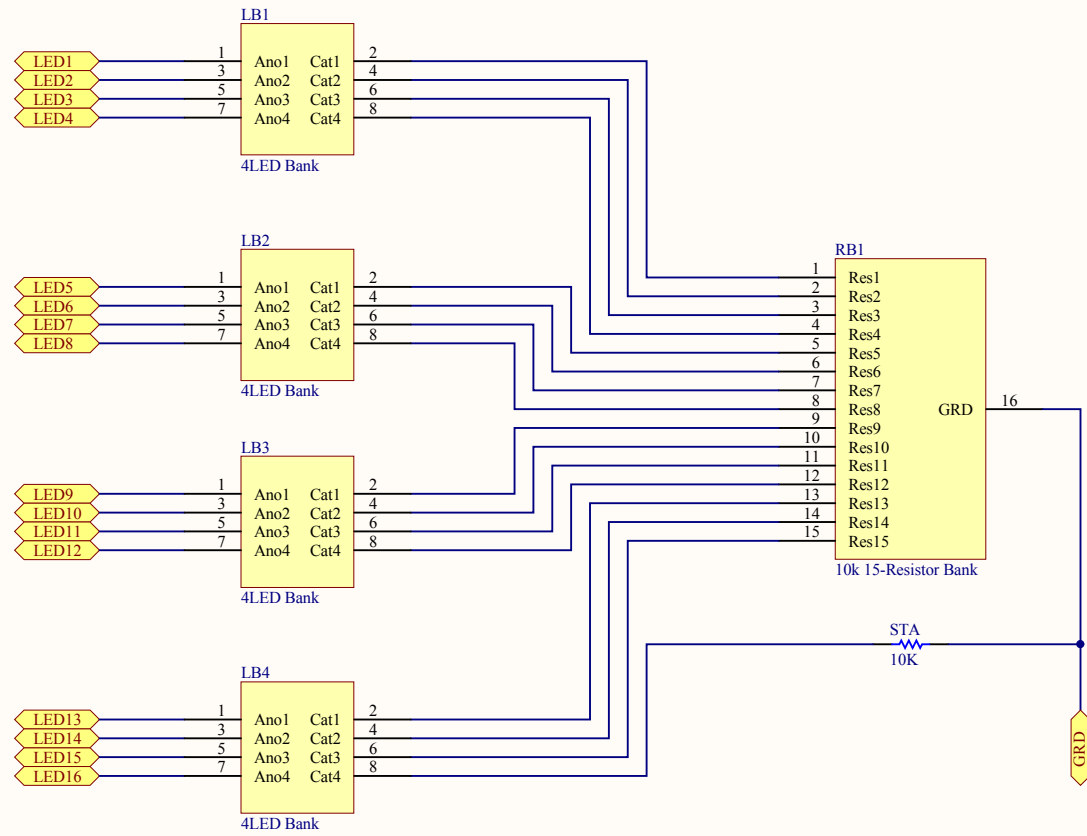 LB1
LED1 1 Ano1 Cat1 2
LED2 3 Ano2 Cat2 4
LED3 5 Ano3 Cat3 6
LED4 7 Ano4 Cat4 8
4LED Bank
LB2
LED5 1 Ano1 Cat1 2
LED6 3 Ano2 Cat2 4
LED7 5 Ano3 Cat3 6
LED8 7 Ano4 Cat4 8
4LED Bank
LB3
LED9 1 Ano1 Cat1 2
LED10 3 Ano2 Cat2 4
LED11 5 Ano3 Cat3 6
LED12 7 Ano4 Cat4 8
4LED Bank
LB4
LED13 1 Ano1 Cat1 2
LED14 3 Ano2 Cat2 4
LED15 5 Ano3 Cat3 6
LED16 7 Ano4 Cat4 8
4LED Bank
RB1
1 Res1
2 Res2
3 Res3
4 Res4
5 Res5
6 Res6
7 Res7
8 Res8 GRD 16
9 Res9
10 Res10
11 Res11
12 Res12
13 Res13
14 Res14
15 Res15
10k 15-Resistor Bank
STA
10K
GRD